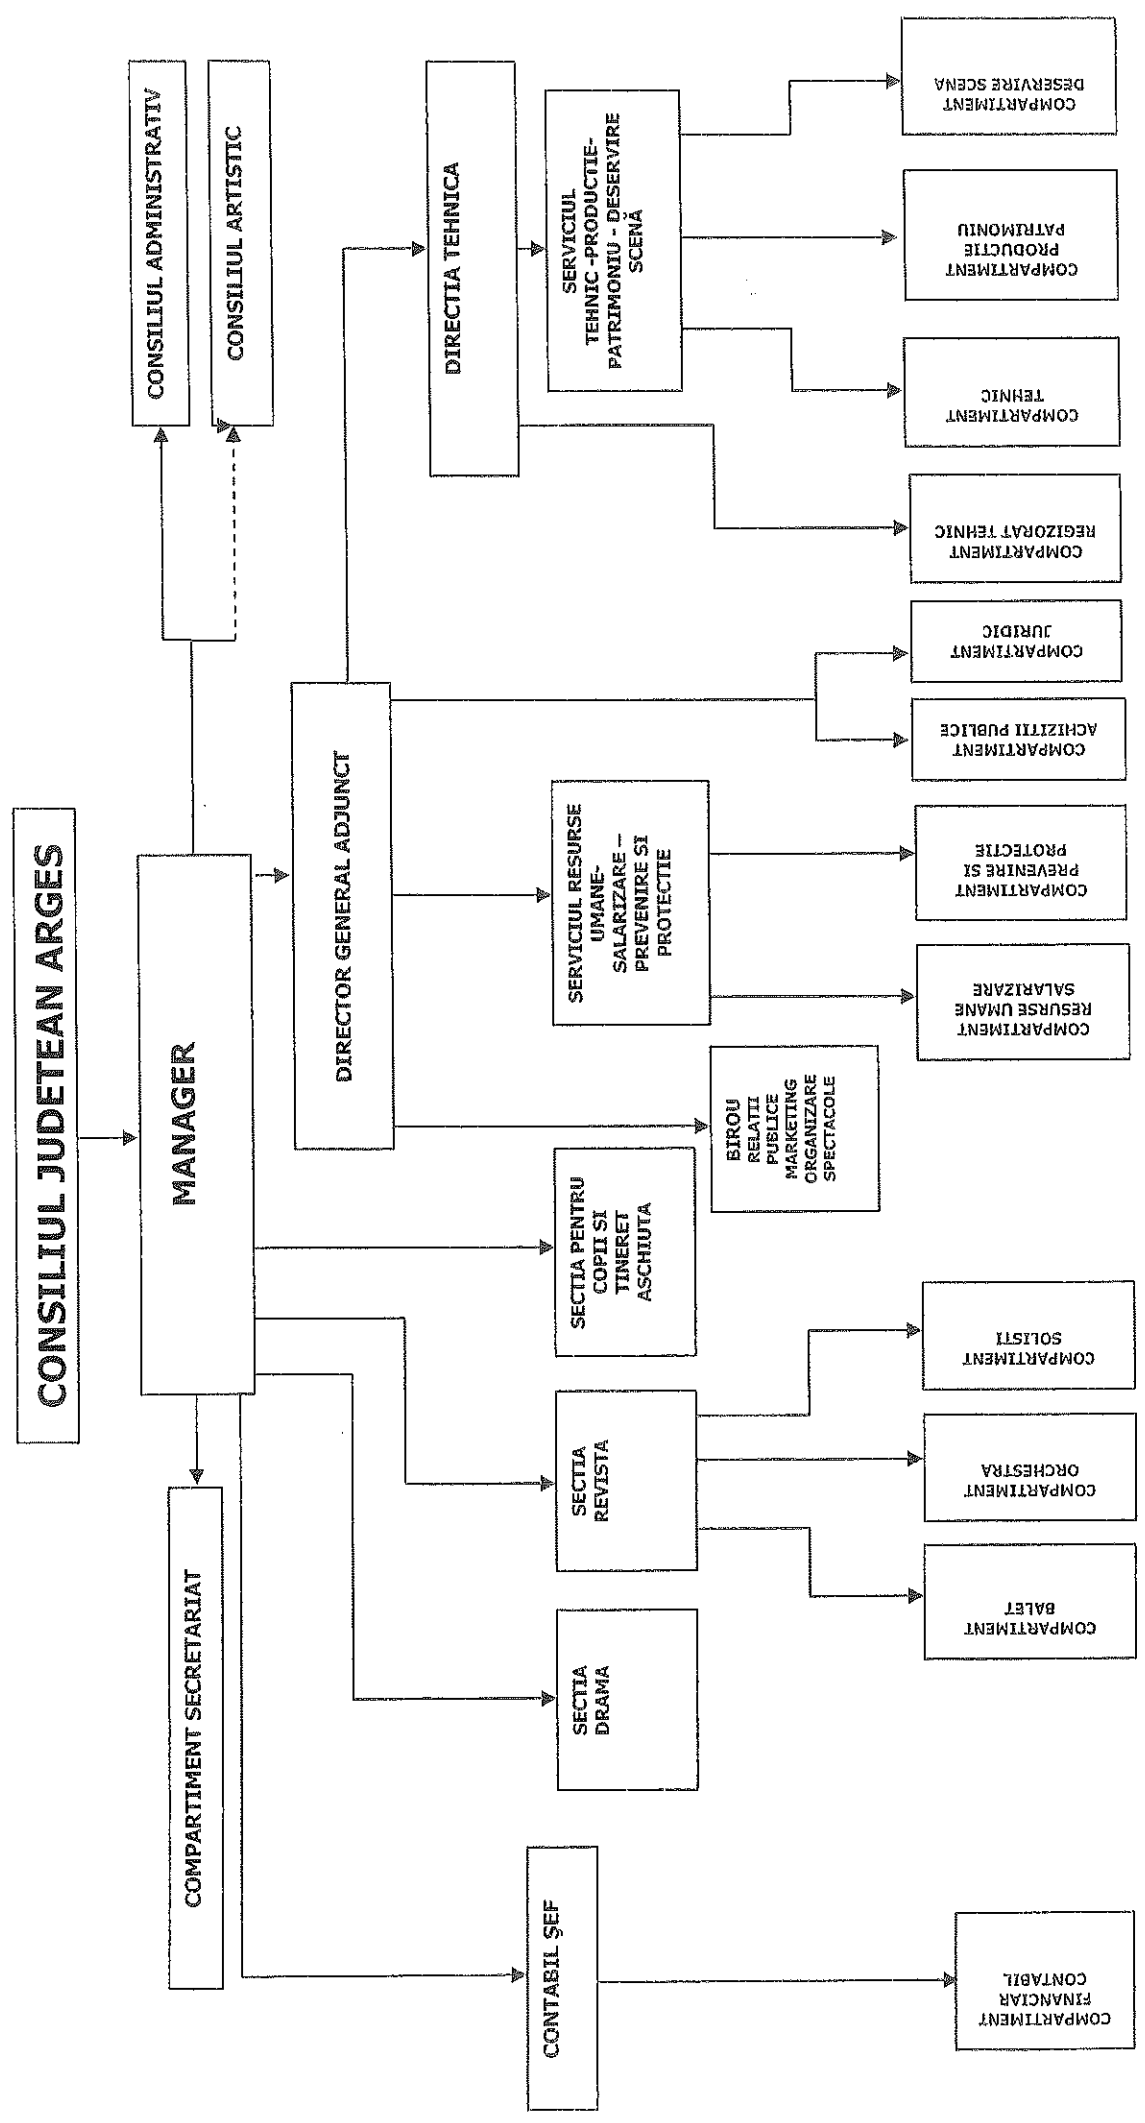 CONSILIUL JUDETEAN ARGES
MANAGER
CONSILIUL ADMINISTRATIV
CONSILIUL ARTISTIC
COMPARTIMENT SECRETARIAT
DIRECTOR GENERAL ADJUNCT
DIRECTIA TEHNICA
CONTABIL ŞEF
SECTIA
DRAMA
SECTIA
REVISTA
SECTIA PENTRU
COPII SI
TINERET
ASCHIUTA
BIROU
RELATII
PUBLICE
MARKETING
ORGANIZARE
SPECTACOLE
SERVICIUL RESURSE
UMANE-
SALARIZARE –
PREVENIRE SI
PROTECTIE
SERVICIUL
TEHNIC -PRODUCTIE-
PATRIMONIU - DESERVIRE
SCENĂ
COMPARTIMENT
FINANCIAR
CONTABIL
COMPARTIMENT
BALET
COMPARTIMENT
ORCHESTRA
COMPARTIMENT
SOLISTI
COMPARTIMENT
RESURSE UMANE
SALARIZARE
COMPARTIMENT
PREVENIRE SI
PROTECTIE
COMPARTIMENT
ACHIZITII PUBLICE
COMPARTIMENT
JURIDIC
COMPARTIMENT
REGIZORAT TEHNIC
COMPARTIMENT
TEHNIC
COMPARTIMENT
PRODUCTIE
PATRIMONIU
COMPARTIMENT
DESERVIRE SCENA